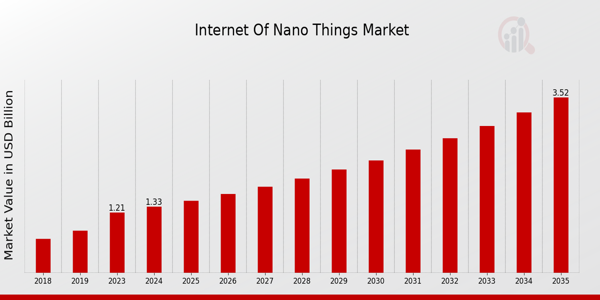 Internet Of Nano Things Market
Market Value in USD Billion
1.21
1.33
3.52
2018 2019 2023 2024 2025 2026 2027 2028 2029 2030 2031 2032 2033 2034 2035